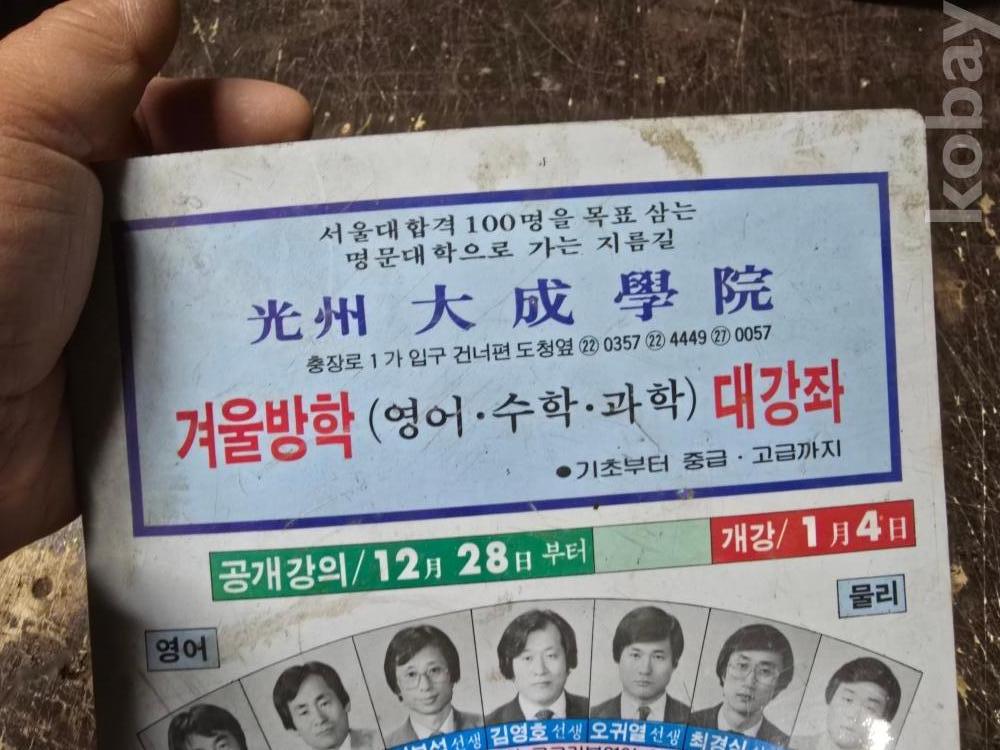 kobay
서울대합격 100명을 목표 삼는
명문대학으로 가는 지름길
光州 大成學院
충장로 1가 입구 건너편 도청옆 ㉒ 0357 ㉒ 4449 ㉗ 0057
겨울방학 (영어·수학·과학) 대강좌
●기초부터 중급·고급까지
공개강의/12月 28日 부터
개강/1月4日
물리
영어
선생 김영호 선생 오귀열 선생 최경식